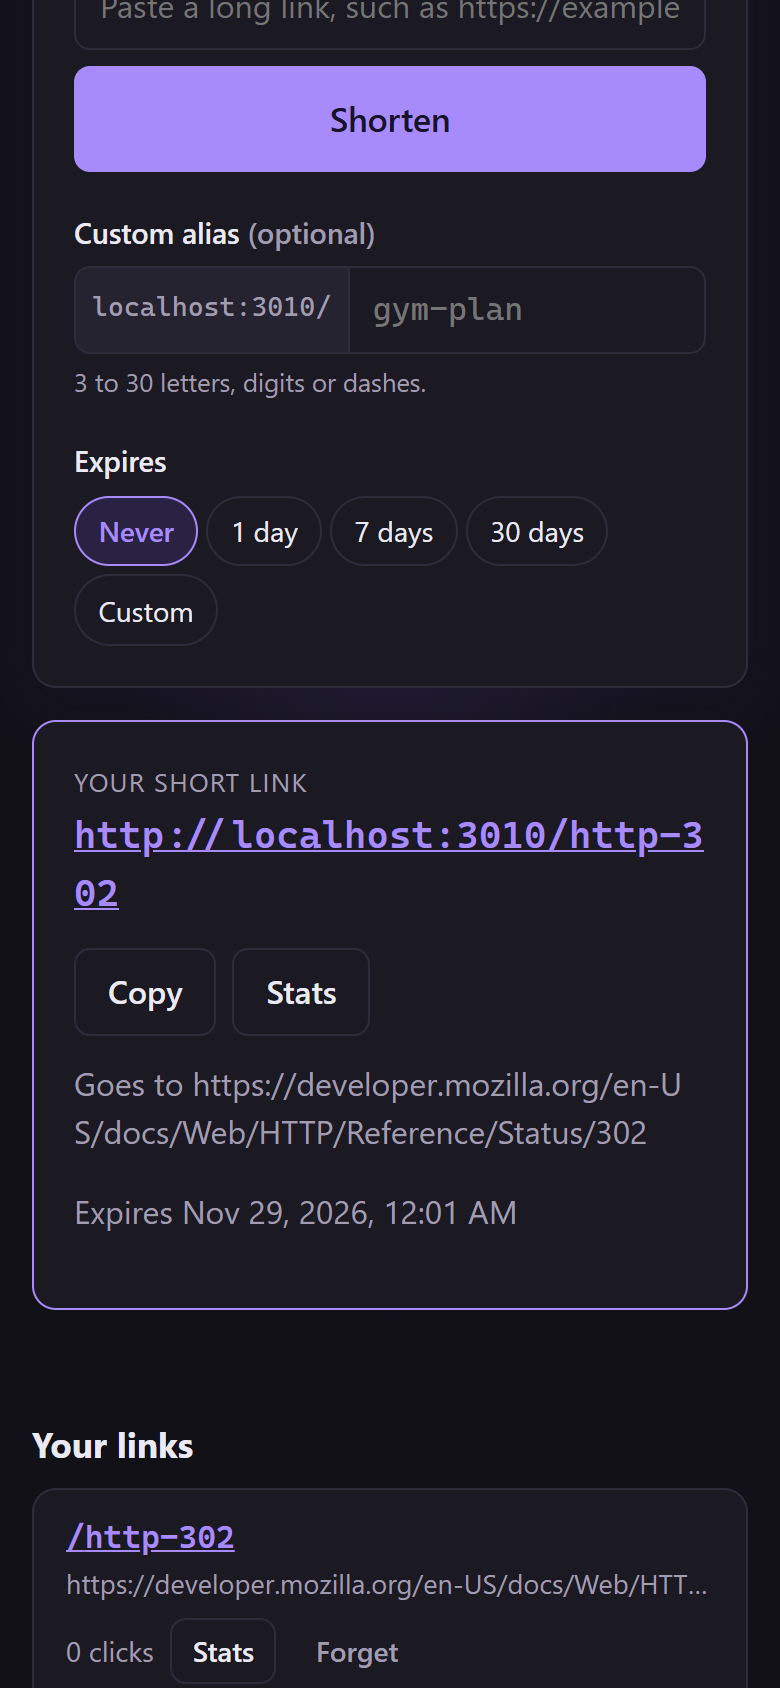 Paste a long link, such as https://example
Shorten
Custom alias (optional)
localhost:3010/
gym-plan
3 to 30 letters, digits or dashes.
Expires
Never
1 day
7 days
30 days
Custom
YOUR SHORT LINK
http://localhost:3010/http-3
02
Copy
Stats
Goes to https://developer.mozilla.org/en-U
S/docs/Web/HTTP/Reference/Status/302
Expires Nov 29, 2026, 12:01 AM
Your links
/http-302
https://developer.mozilla.org/en-US/docs/Web/HTT...
0 clicks
Stats
Forget